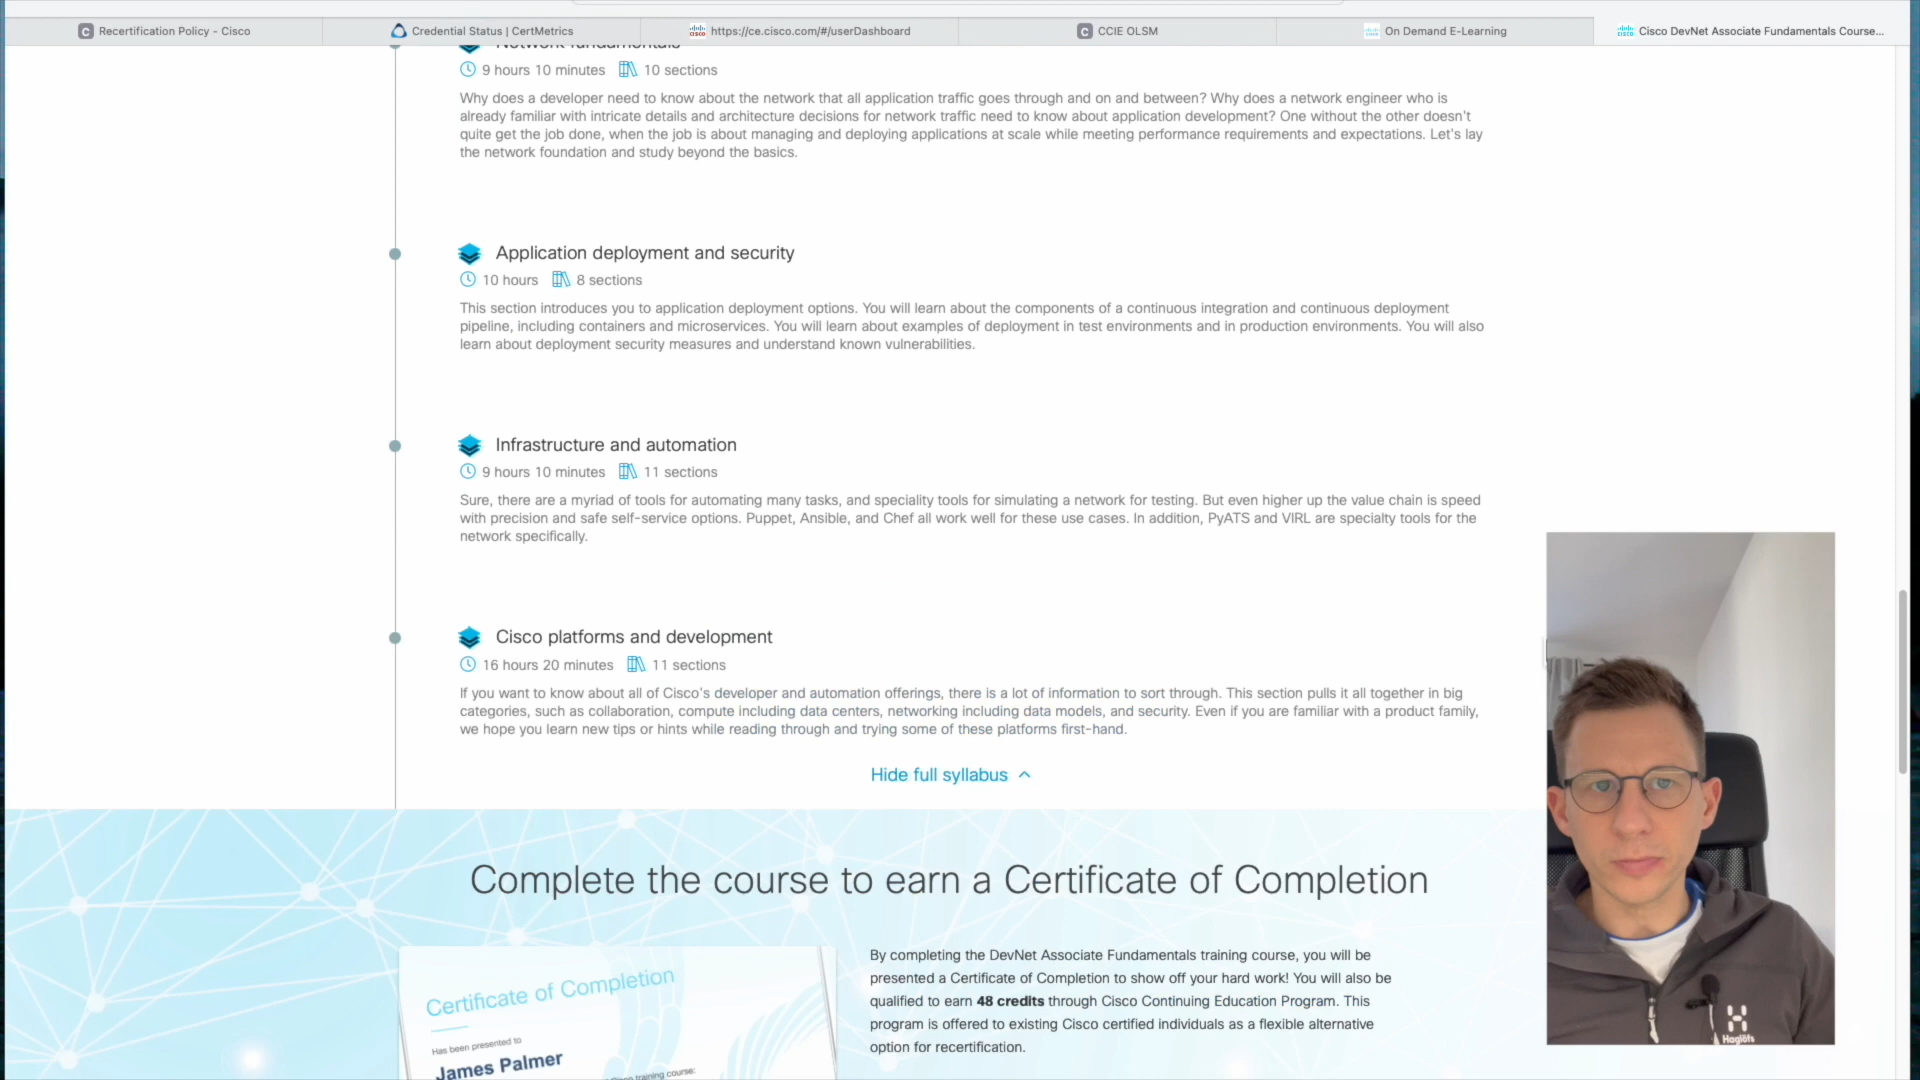 Recertification Policy - Cisco
Credential Status | CertMetrics
https://ce.cisco.com/#/userDashboard
CCIE OLSM
On Demand E-Learning
Cisco DevNet Associate Fundamentals Course...
Network fundamentals
9 hours 10 minutes 10 sections
Why does a developer need to know about the network that all application traffic goes through and on and between? Why does a network engineer who is
already familiar with intricate details and architecture decisions for network traffic need to know about application development? One without the other doesn't
quite get the job done, when the job is about managing and deploying applications at scale while meeting performance requirements and expectations. Let's lay
the network foundation and study beyond the basics.
Application deployment and security
10 hours 8 sections
This section introduces you to application deployment options. You will learn about the components of a continuous integration and continuous deployment
pipeline, including containers and microservices. You will learn about examples of deployment in test environments and in production environments. You will also
learn about deployment security measures and understand known vulnerabilities.
Infrastructure and automation
9 hours 10 minutes 11 sections
Sure, there are a myriad of tools for automating many tasks, and speciality tools for simulating a network for testing. But even higher up the value chain is speed
with precision and safe self-service options. Puppet, Ansible, and Chef all work well for these use cases. In addition, PyATS and VIRL are specialty tools for the
network specifically.
Cisco platforms and development
16 hours 20 minutes 11 sections
If you want to know about all of Cisco's developer and automation offerings, there is a lot of information to sort through. This section pulls it all together in big
categories, such as collaboration, compute including data centers, networking including data models, and security. Even if you are familiar with a product family,
we hope you learn new tips or hints while reading through and trying some of these platforms first-hand.
Hide full syllabus
Complete the course to earn a Certificate of Completion
Certificate of Completion
Has been presented to
James Palmer
Cisco training course:
By completing the DevNet Associate Fundamentals training course, you will be
presented a Certificate of Completion to show off your hard work! You will also be
qualified to earn 48 credits through Cisco Continuing Education Program. This
program is offered to existing Cisco certified individuals as a flexible alternative
option for recertification.
Haglöfs